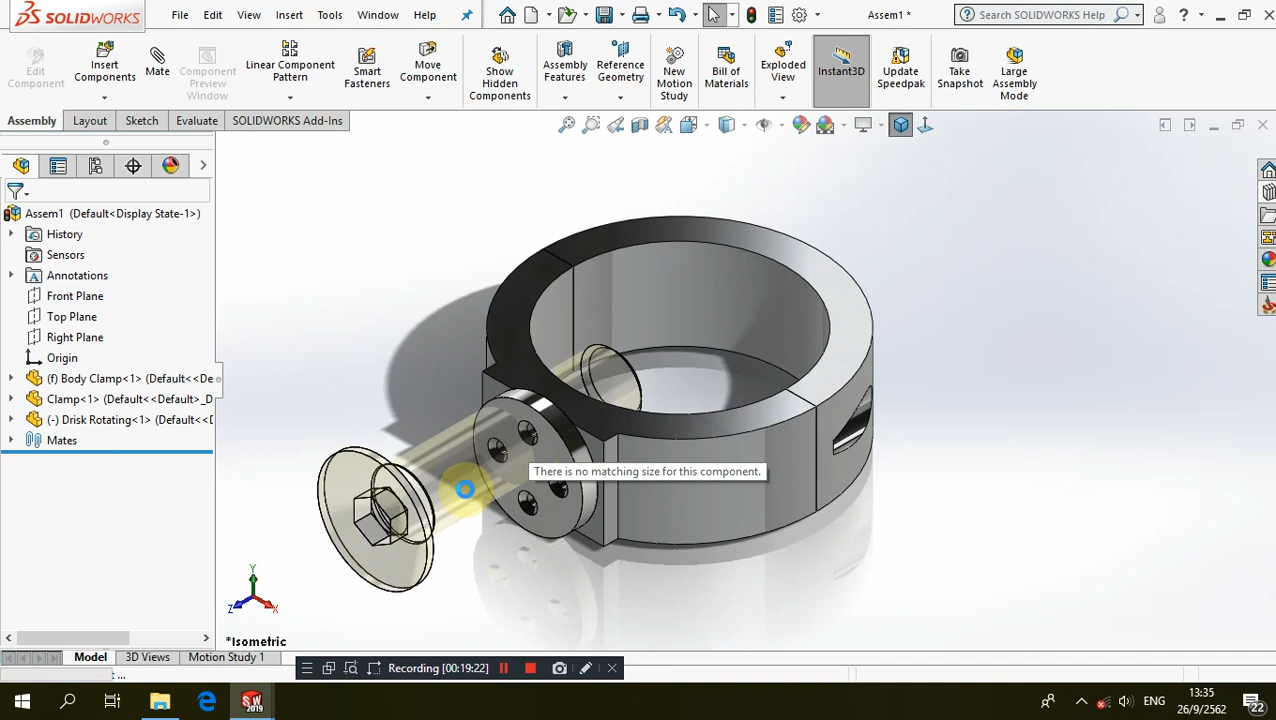 SOLIDWORKS
File Edit View Insert Tools Window Help
Assem1 *
Search SOLIDWORKS Help
?
Edit Component
Insert Components
Mate
Component Preview Window
Linear Component Pattern
Smart Fasteners
Move Component
Show Hidden Components
Assembly Features
Reference Geometry
New Motion Study
Bill of Materials
Exploded View
Instant3D
Update Speedpak
Take Snapshot
Large Assembly Mode
Assembly Layout Sketch Evaluate SOLIDWORKS Add-Ins
Assem1 (Default<Display State-1>)
History
Sensors
Annotations
Front Plane
Top Plane
Right Plane
Origin
(f) Body Clamp<1> (Default<<De
Clamp<1> (Default<<Default>_D
(-) Drisk Rotating<1> (Default<<D
Mates
There is no matching size for this component.
Y
Z X
*Isometric
Model 3D Views Motion Study 1
Recording [00:19:22]
...
SW 2019
ENG
13:35
26/9/2562
22